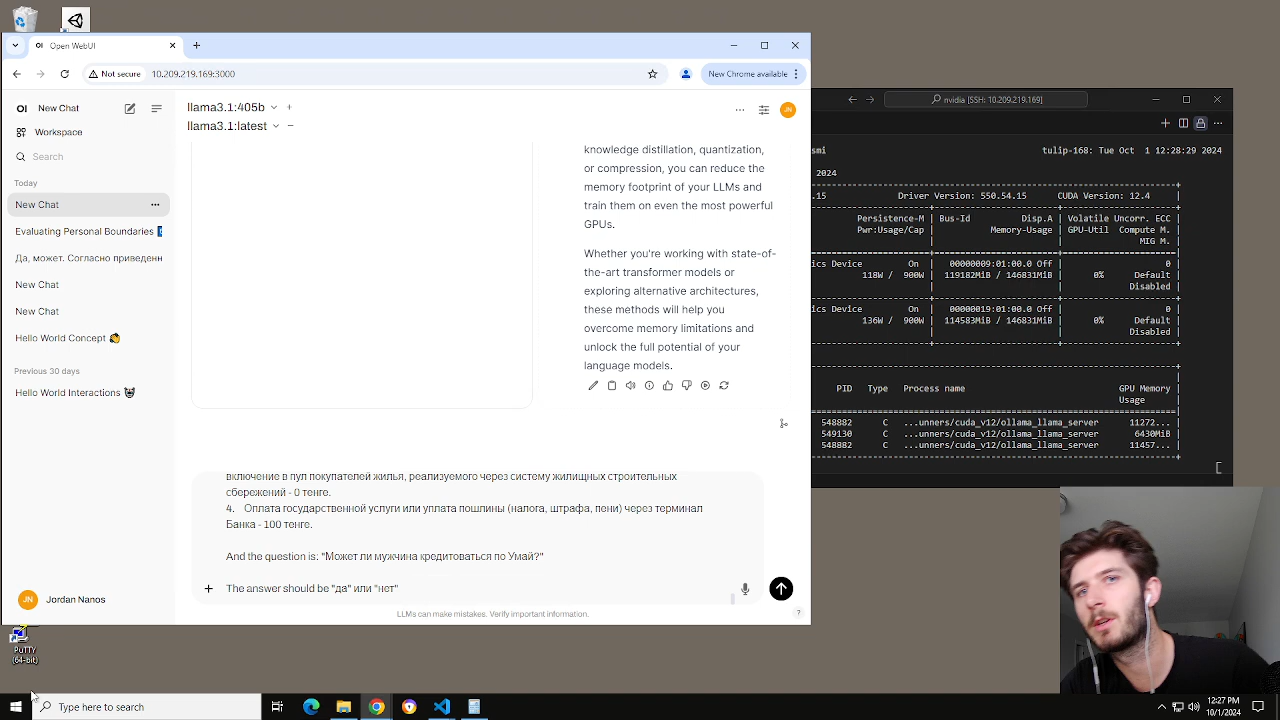 Open WebUI
Not secure
10.209.219.169:3000
New Chrome available
OI
New Chat
Workspace
Search
Today
New Chat
Evaluating Personal Boundaries
Да, может. Согласно приведенн
New Chat
New Chat
Hello World Concept 👏
Previous 30 days
Hello World Interactions
JN
Jordan Nanos
llama3.1:405b
llama3.1:latest
JN
knowledge distillation, quantization,
or compression, you can reduce the
memory footprint of your LLMs and
train them on even the most powerful
GPUs.
Whether you're working with state-of-
the-art transformer models or
exploring alternative architectures,
these methods will help you
overcome memory limitations and
unlock the full potential of your
language models.
включение в пул покупателей жилья, реализуемого через систему жилищных строительных
сбережений - 0 тенге.
4. Оплата государственной услуги или уплата пошлины (налога, штрафа, пени) через терминал
Банка - 100 тенге.
And the question is: "Может ли мужчина кредитоваться по Умай?"
The answer should be "да" или "нет"
LLMs can make mistakes. Verify important information.
?
nvidia [SSH: 10.209.219.169]
smi tulip-168: Tue Oct 1 12:28:29 2024
2024
.15 Driver Version: 550.54.15 CUDA Version: 12.4
Persistence-M | Bus-Id Disp.A | Volatile Uncorr. ECC
Pwr:Usage/Cap | Memory-Usage | GPU-Util Compute M.
MIG M.
ics Device On | 00000009:01:00.0 Off | 0
118W / 900W | 119182MiB / 146831MiB | 0% Default
Disabled
ics Device On | 00000019:01:00.0 Off | 0
136W / 900W | 114583MiB / 146831MiB | 0% Default
Disabled
PID Type Process name GPU Memory
Usage
548882 C ...unners/cuda_v12/ollama_llama_server 11272...
549130 C ...unners/cuda_v12/ollama_llama_server 6430MiB
548882 C ...unners/cuda_v12/ollama_llama_server 11457...
PuTTY
(64-bit)
Type here to search
12:27 PM
10/1/2024